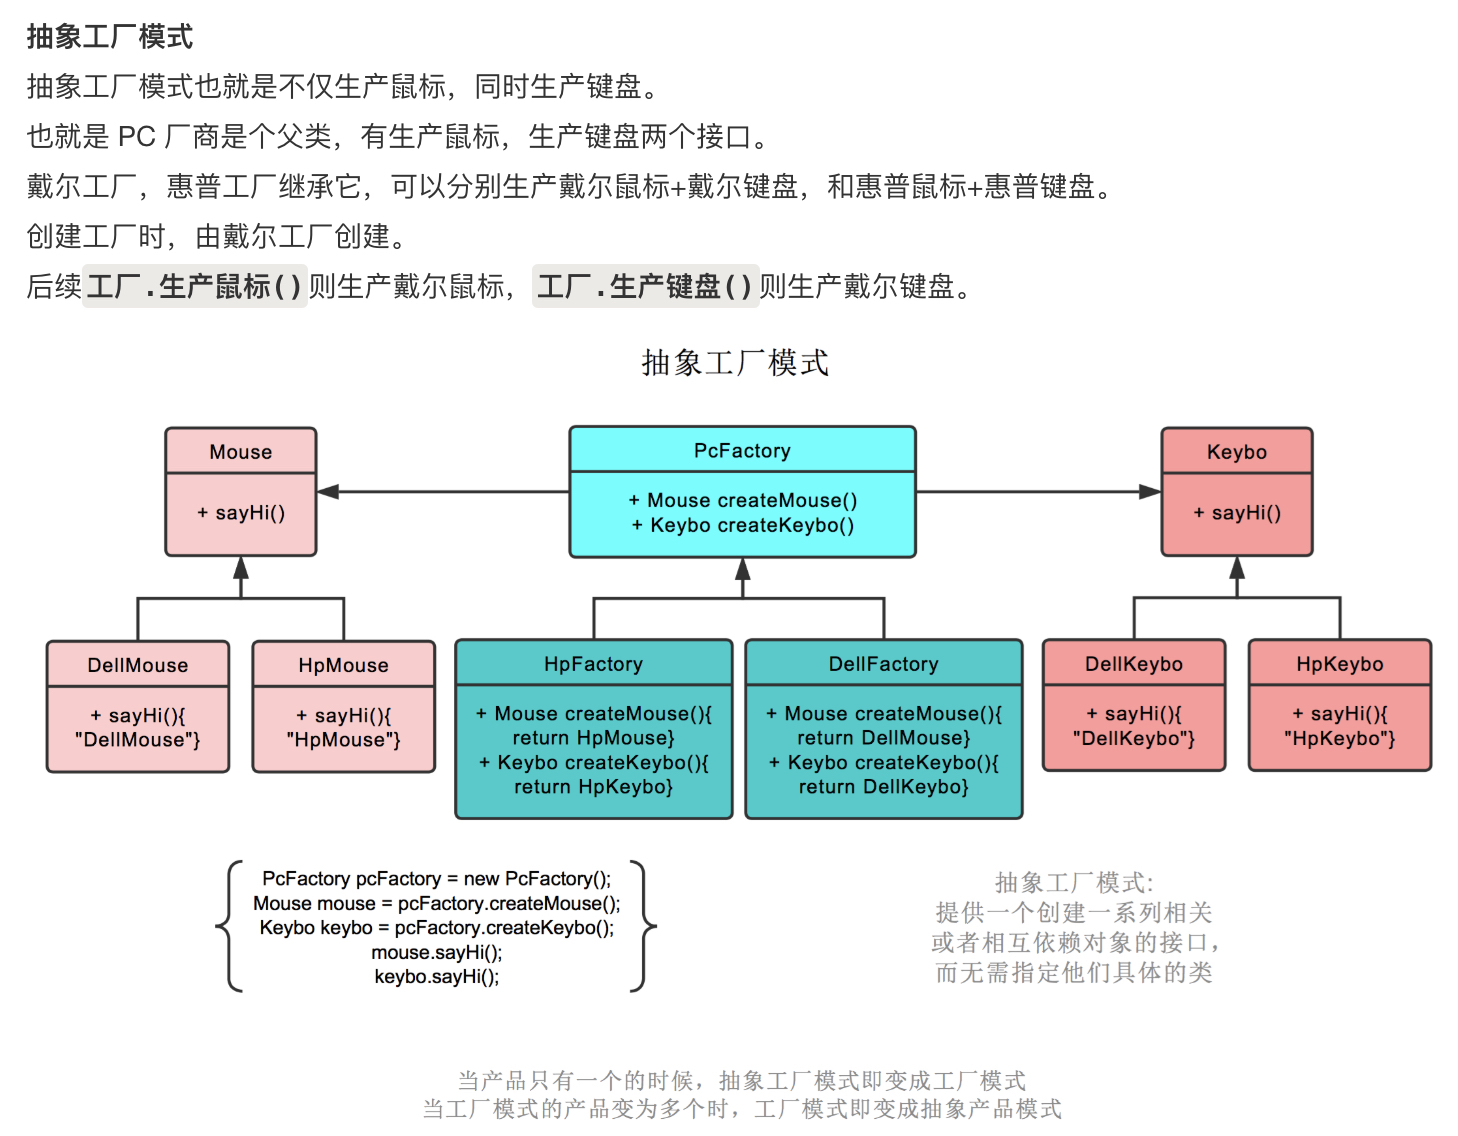 抽象工厂模式
抽象工厂模式也就是不仅生产鼠标，同时生产键盘。
也就是 PC 厂商是个父类，有生产鼠标，生产键盘两个接口。
戴尔工厂，惠普工厂继承它，可以分别生产戴尔鼠标+戴尔键盘，和惠普鼠标+惠普键盘。
创建工厂时，由戴尔工厂创建。
后续工厂.生产鼠标()则生产戴尔鼠标，工厂.生产键盘()则生产戴尔键盘。
抽象工厂模式
Mouse
+ sayHi()
PcFactory
+ Mouse createMouse()
+ Keybo createKeybo()
Keybo
+ sayHi()
DellMouse
+ sayHi(){
"DellMouse"}
HpMouse
+ sayHi(){
"HpMouse"}
HpFactory
+ Mouse createMouse(){
return HpMouse}
+ Keybo createKeybo(){
return HpKeybo}
DellFactory
+ Mouse createMouse(){
return DellMouse}
+ Keybo createKeybo(){
return DellKeybo}
DellKeybo
+ sayHi(){
"DellKeybo"}
HpKeybo
+ sayHi(){
"HpKeybo"}
PcFactory pcFactory = new PcFactory();
Mouse mouse = pcFactory.createMouse();
Keybo keybo = pcFactory.createKeybo();
mouse.sayHi();
keybo.sayHi();
抽象工厂模式:
提供一个创建一系列相关
或者相互依赖对象的接口，
而无需指定他们具体的类
当产品只有一个的时候，抽象工厂模式即变成工厂模式
当工厂模式的产品变为多个时，工厂模式即变成抽象产品模式